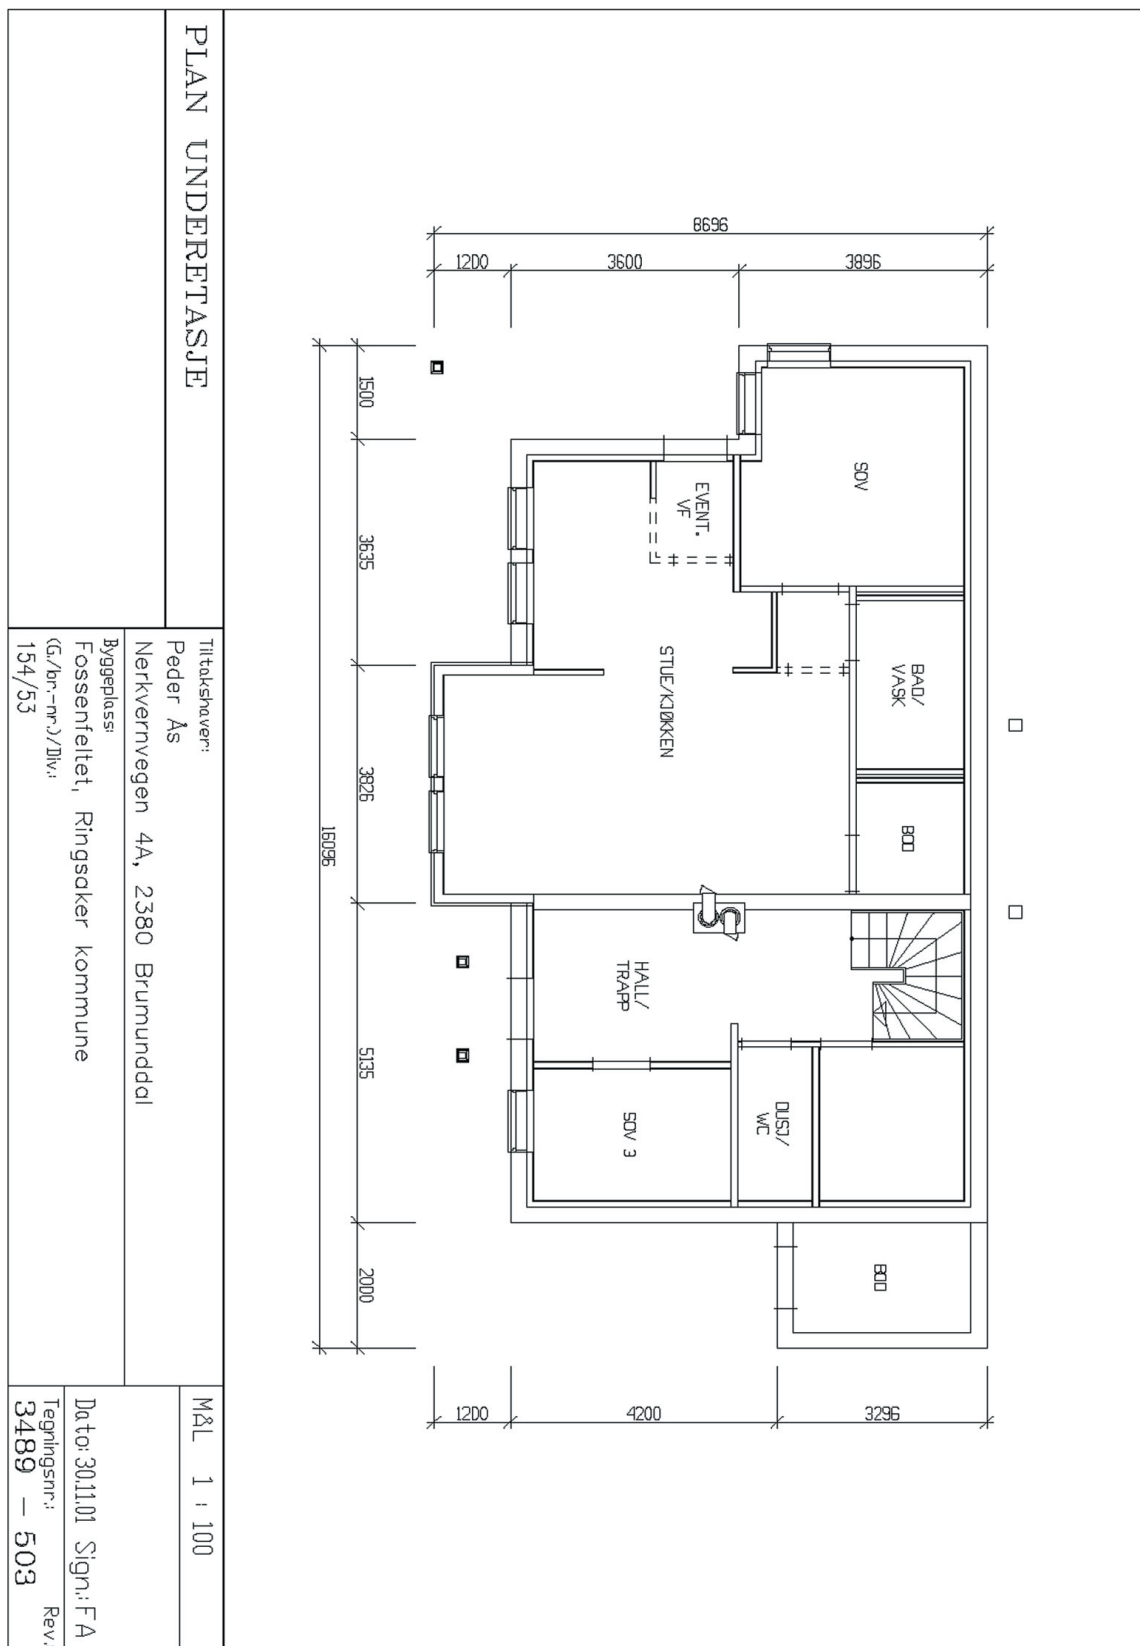 8696
1200
3600
3896
SOV
EVENT.
VF
BAD/
VASK
BOD
STUE/KJØKKEN
HALL/
TRAPP
SOV 3
DUSJ/
WC
BOD
1500
3635
3826
5135
2000
16096
1200
4200
3296
PLAN UNDERETASJE
Tiltakshaver:
Peder Ås
Nerkvernvegen 4A, 2380 Brumunddal
Byggeplass:
Fossenfeltet, Ringsaker kommune
(G./br.-nr.)/Div.:
154/53
MÅL 1 : 100
Dato: 30.11.01 Sign.: FA
Tegningsnr.: Rev.:
3489 - 503